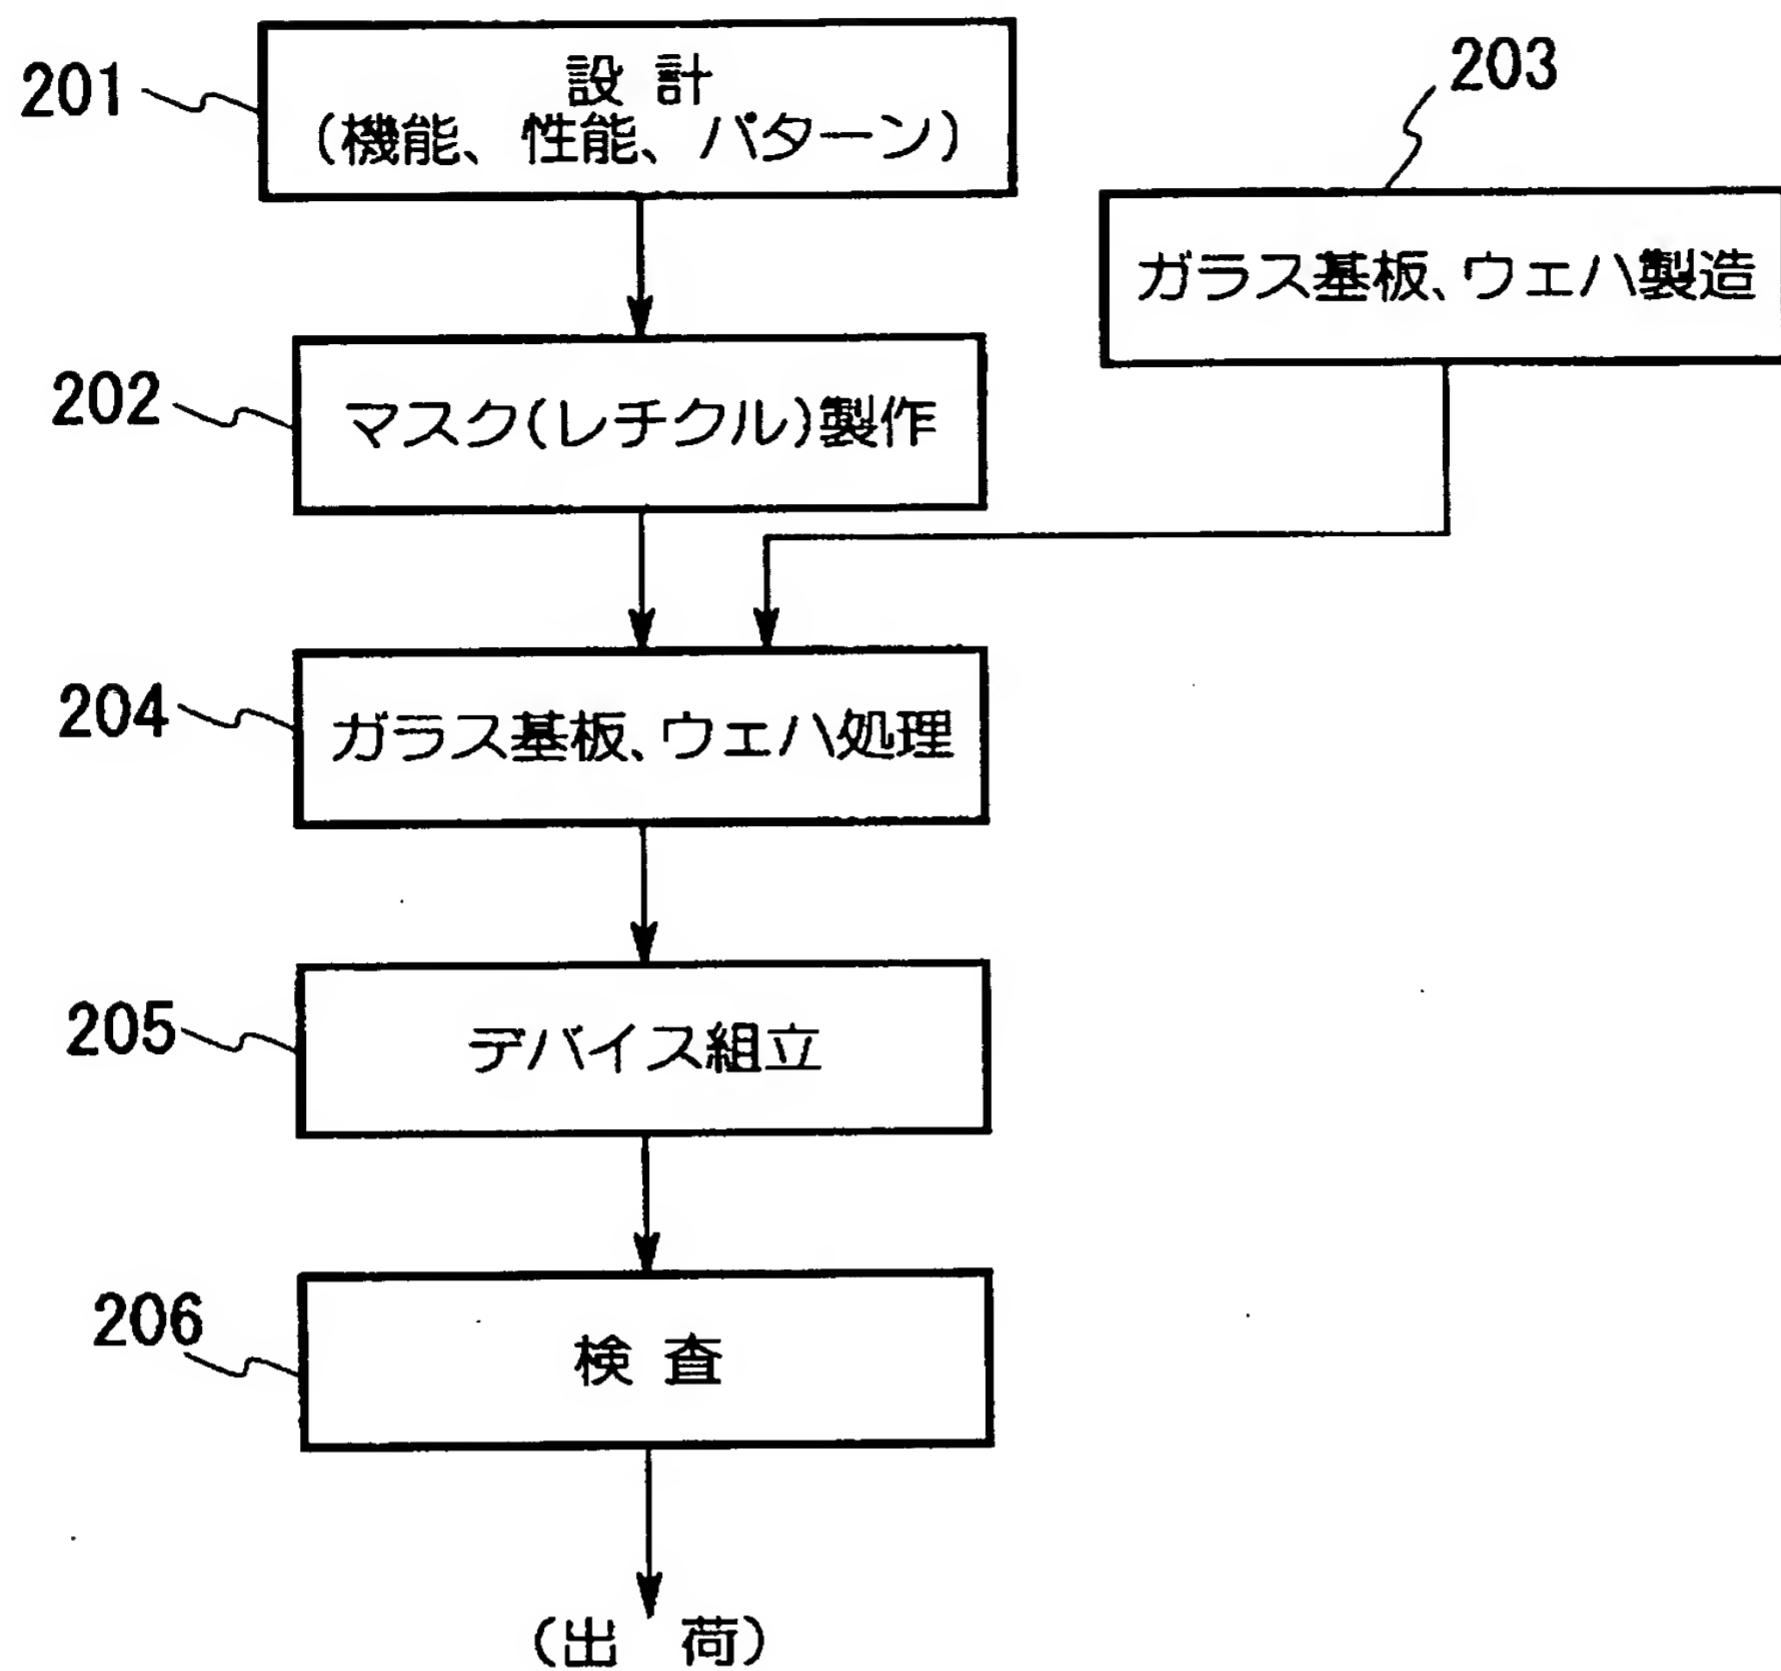 201
設 計
(機能、性能、パターン)
203
ガラス基板、ウェハ製造
202
マスク(レチクル)製作
204
ガラス基板、ウェハ処理
205
デバイス組立
206
検 査
(出 荷)